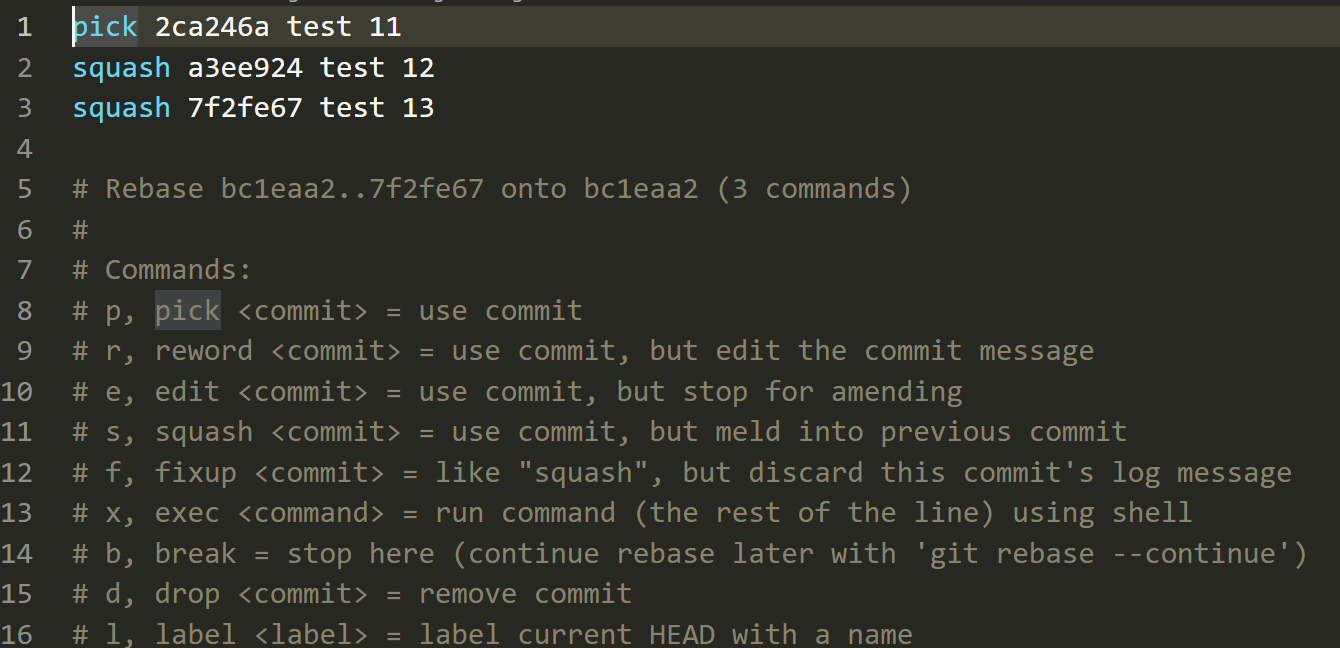 1 pick 2ca246a test 11
2 squash a3ee924 test 12
3 squash 7f2fe67 test 13
4
5 # Rebase bc1eaa2..7f2fe67 onto bc1eaa2 (3 commands)
6 #
7 # Commands:
8 # p, pick <commit> = use commit
9 # r, reword <commit> = use commit, but edit the commit message
10 # e, edit <commit> = use commit, but stop for amending
11 # s, squash <commit> = use commit, but meld into previous commit
12 # f, fixup <commit> = like "squash", but discard this commit's log message
13 # x, exec <command> = run command (the rest of the line) using shell
14 # b, break = stop here (continue rebase later with 'git rebase --continue')
15 # d, drop <commit> = remove commit
16 # l, label <label> = label current HEAD with a name